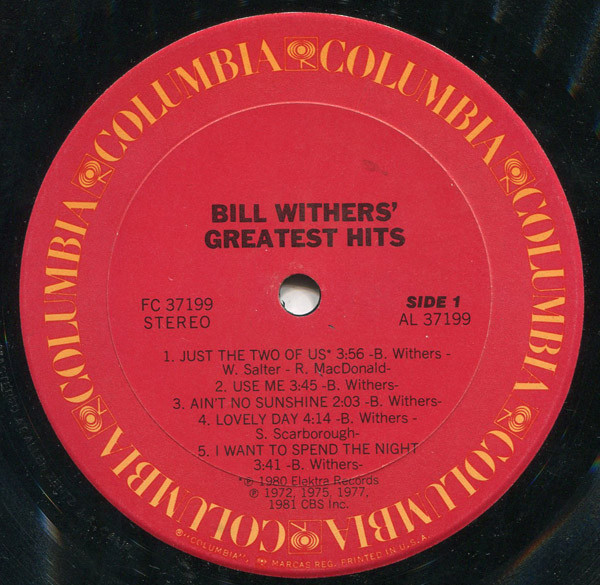 COLUMBIA COLUMBIA COLUMBIA COLUMBIA COLUMBIA COLUMBIA
BILL WITHERS'
GREATEST HITS
FC 37199
STEREO
SIDE 1
AL 37199
1. JUST THE TWO OF US* 3:56 -B. Withers -
W. Salter - R. MacDonald-
2. USE ME 3:45 -B. Withers-
3. AIN'T NO SUNSHINE 2:03 -B. Withers-
4. LOVELY DAY 4:14 -B. Withers -
S. Scarborough-
5. I WANT TO SPEND THE NIGHT
3:41 -B. Withers-
*℗ 1980 Elektra Records
℗ 1972, 1975, 1977,
1981 CBS Inc.
® "COLUMBIA", MARCAS REG. PRINTED IN U.S.A.